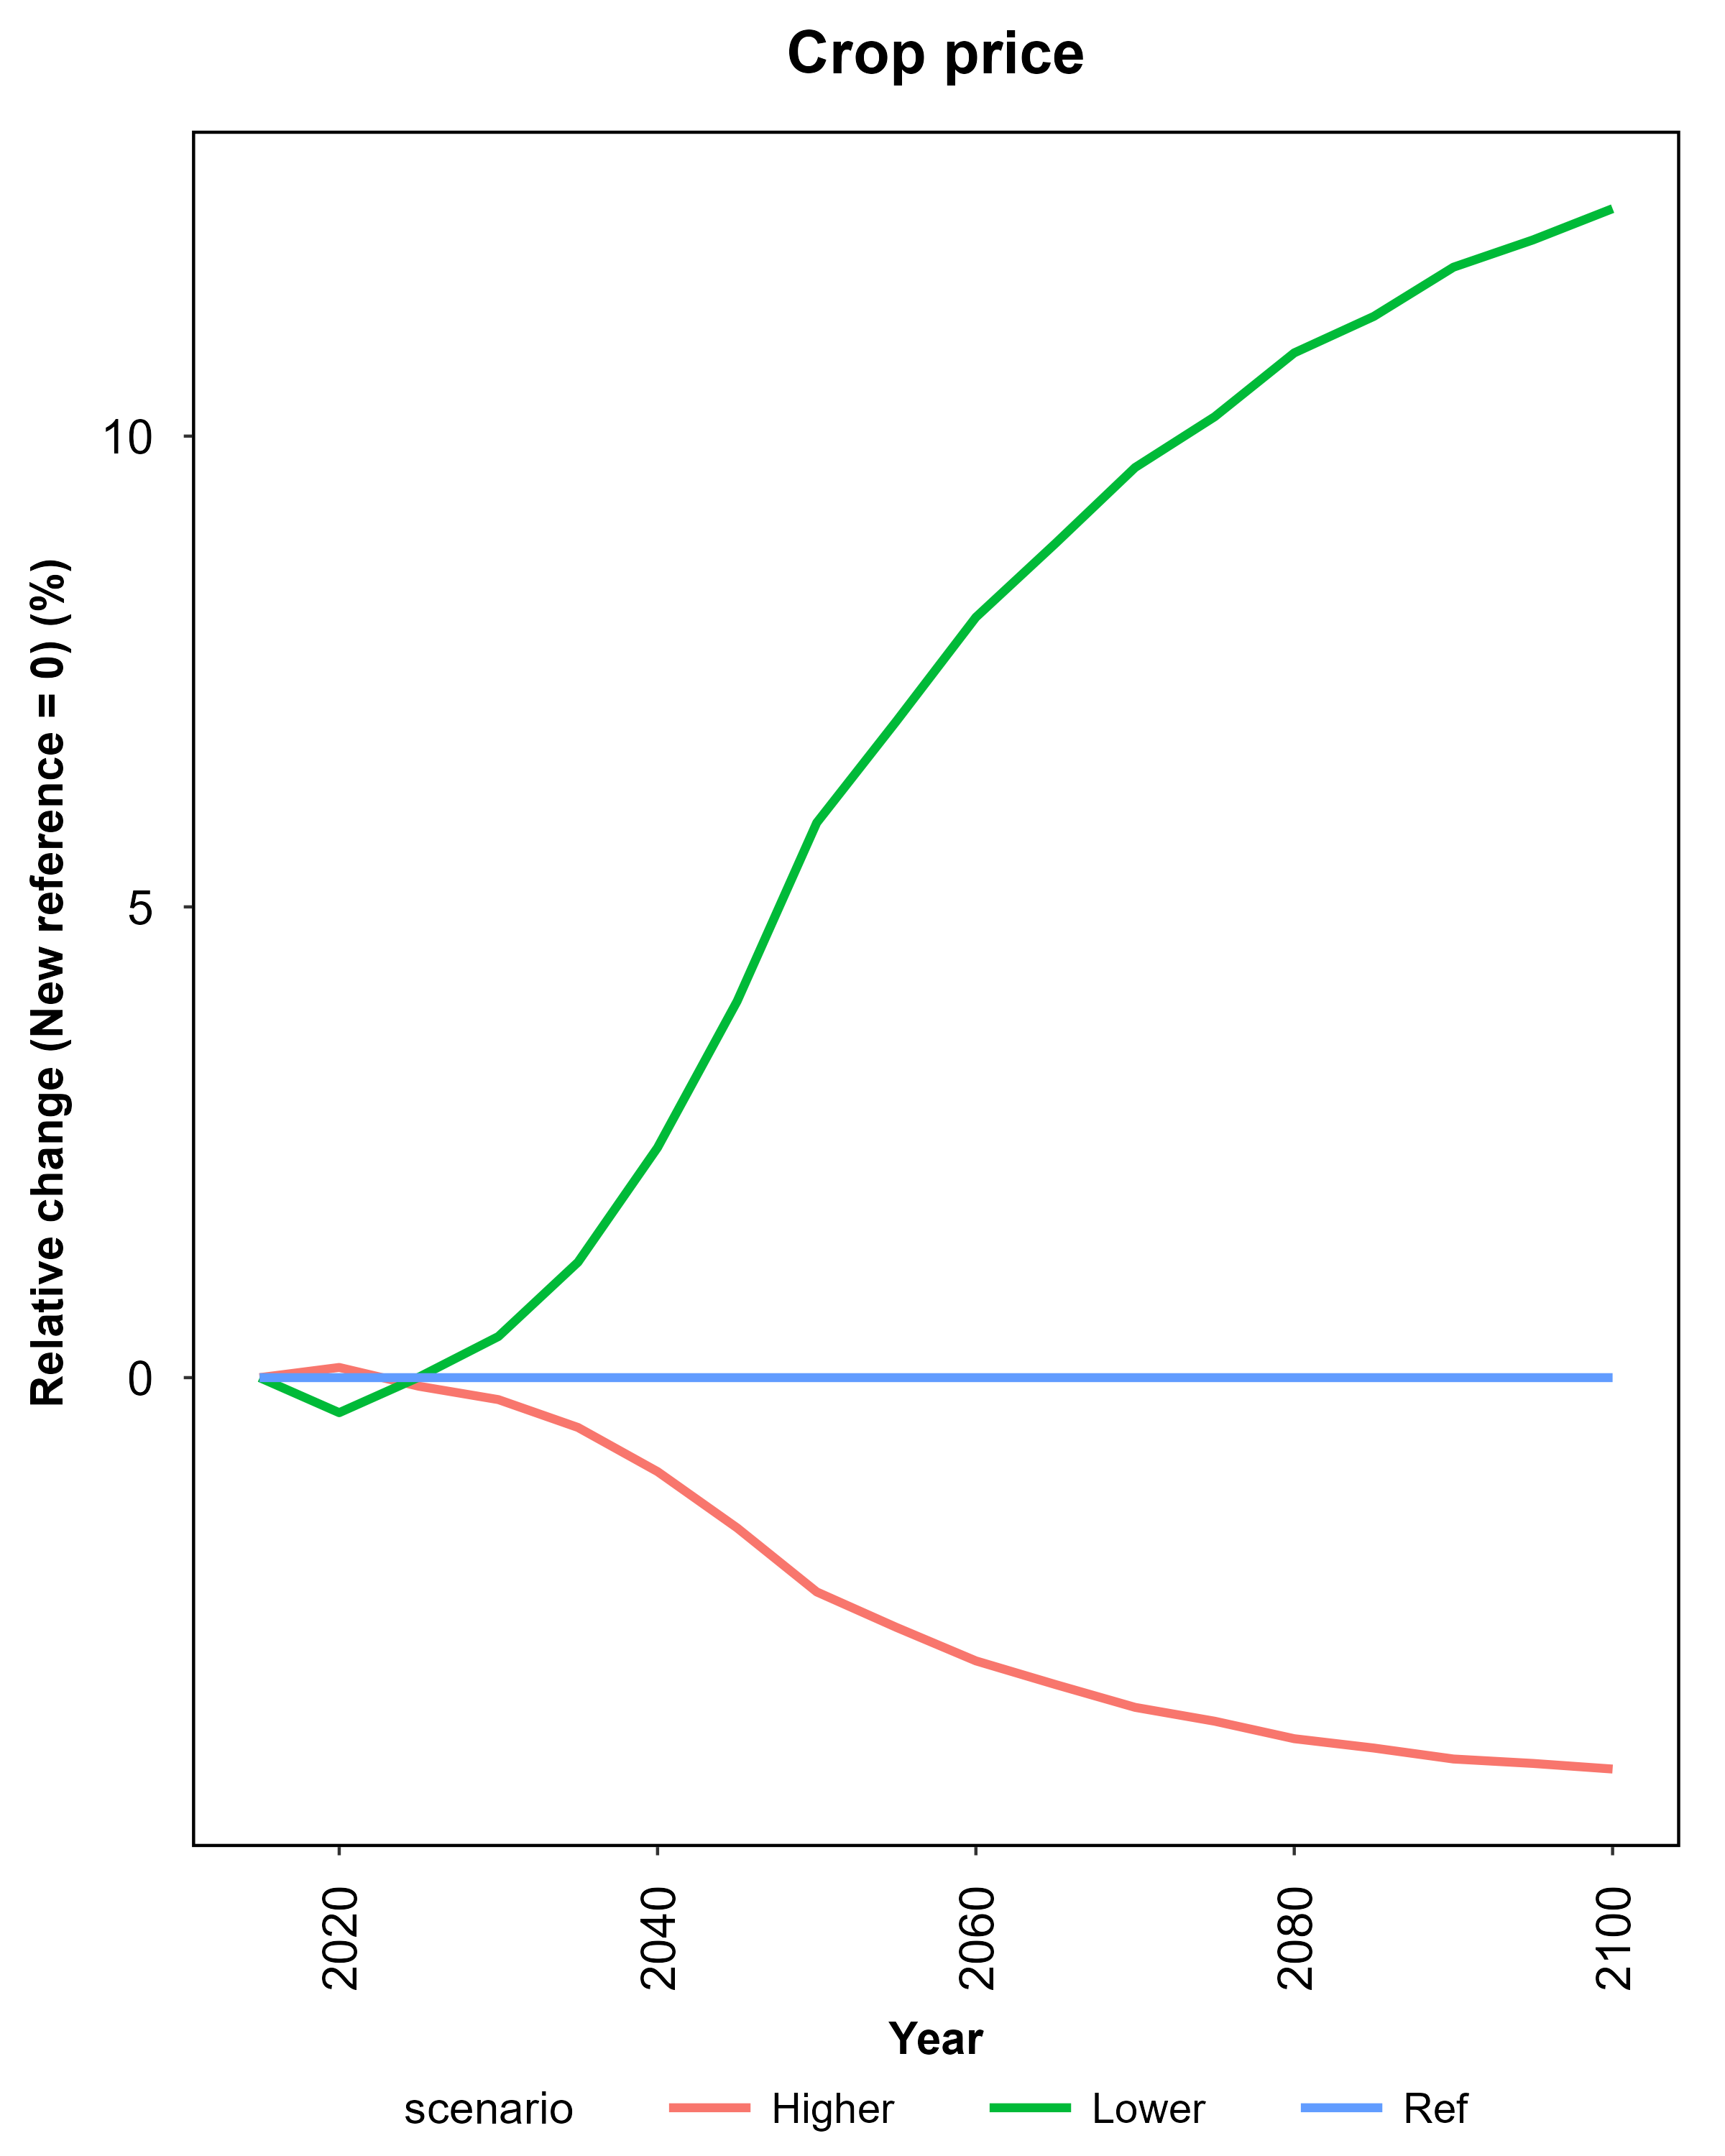 Crop price
Relative change (New reference = 0) (%)
10
5
0
2020
2040
2060
2080
2100
Year
scenario
Higher
Lower
Ref